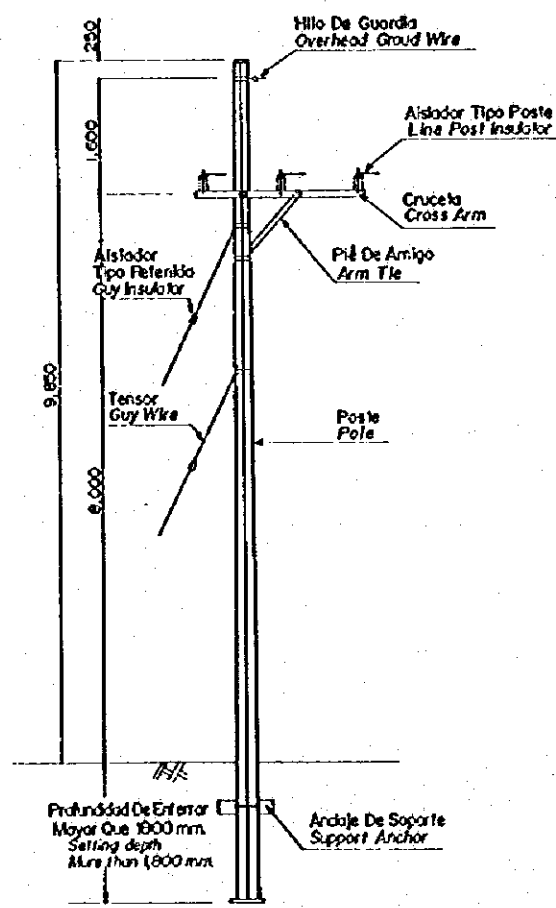 Hilo De Guardia
Overhead Groud Wire
250
1,600
Aislador Tipo Poste
Line Post Insulator
Cruceta
Cross Arm
Pié De Amigo
Arm Tie
Aislador
Tipo Retenida
Guy Insulator
9,850
Tensor
Guy Wire
Poste
Pole
8,000
Profundidad De Enterrar
Mayor Que 1800 mm.
Setting depth
More than 1,800 mm.
Andaje De Soporte
Support Anchor